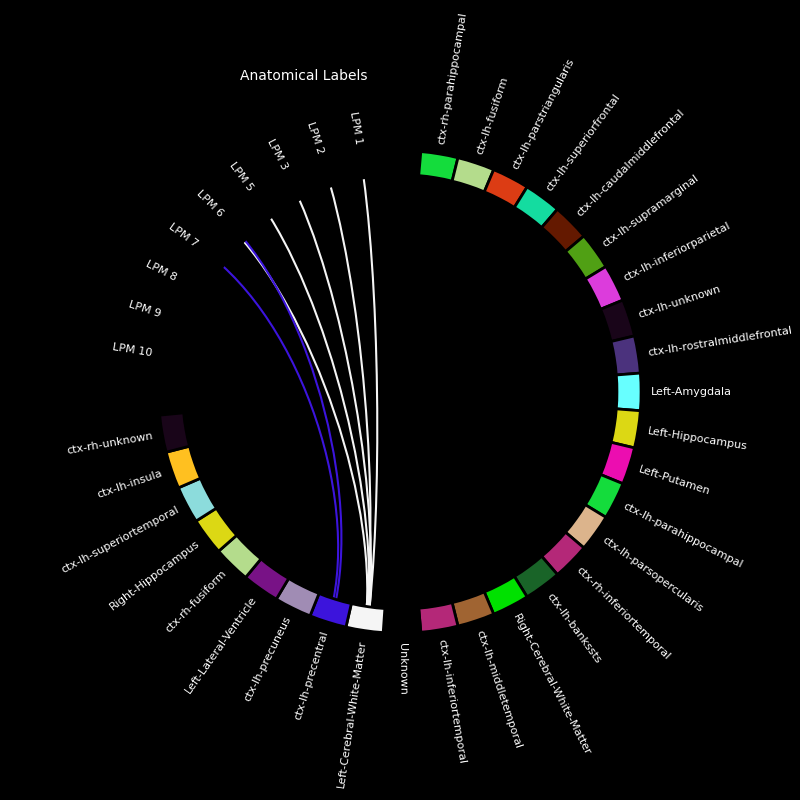 Anatomical Labels
LPM 1
LPM 2
LPM 3
LPM 5
LPM 6
LPM 7
LPM 8
LPM 9
LPM 10
ctx-rh-unknown
ctx-lh-insula
ctx-lh-superiortemporal
Right-Hippocampus
ctx-rh-fusiform
Left-Lateral-Ventricle
ctx-lh-precuneus
ctx-lh-precentral
Left-Cerebral-White-Matter
Unknown
ctx-lh-inferiortemporal
ctx-lh-middletemporal
Right-Cerebral-White-Matter
ctx-lh-bankssts
ctx-rh-inferiortemporal
ctx-lh-parsopercularis
ctx-lh-parahippocampal
Left-Putamen
Left-Hippocampus
Left-Amygdala
ctx-lh-rostralmiddlefrontal
ctx-lh-unknown
ctx-lh-inferiorparietal
ctx-lh-supramarginal
ctx-lh-caudalmiddlefrontal
ctx-lh-superiorfrontal
ctx-lh-parstriangularis
ctx-lh-fusiform
ctx-rh-parahippocampal